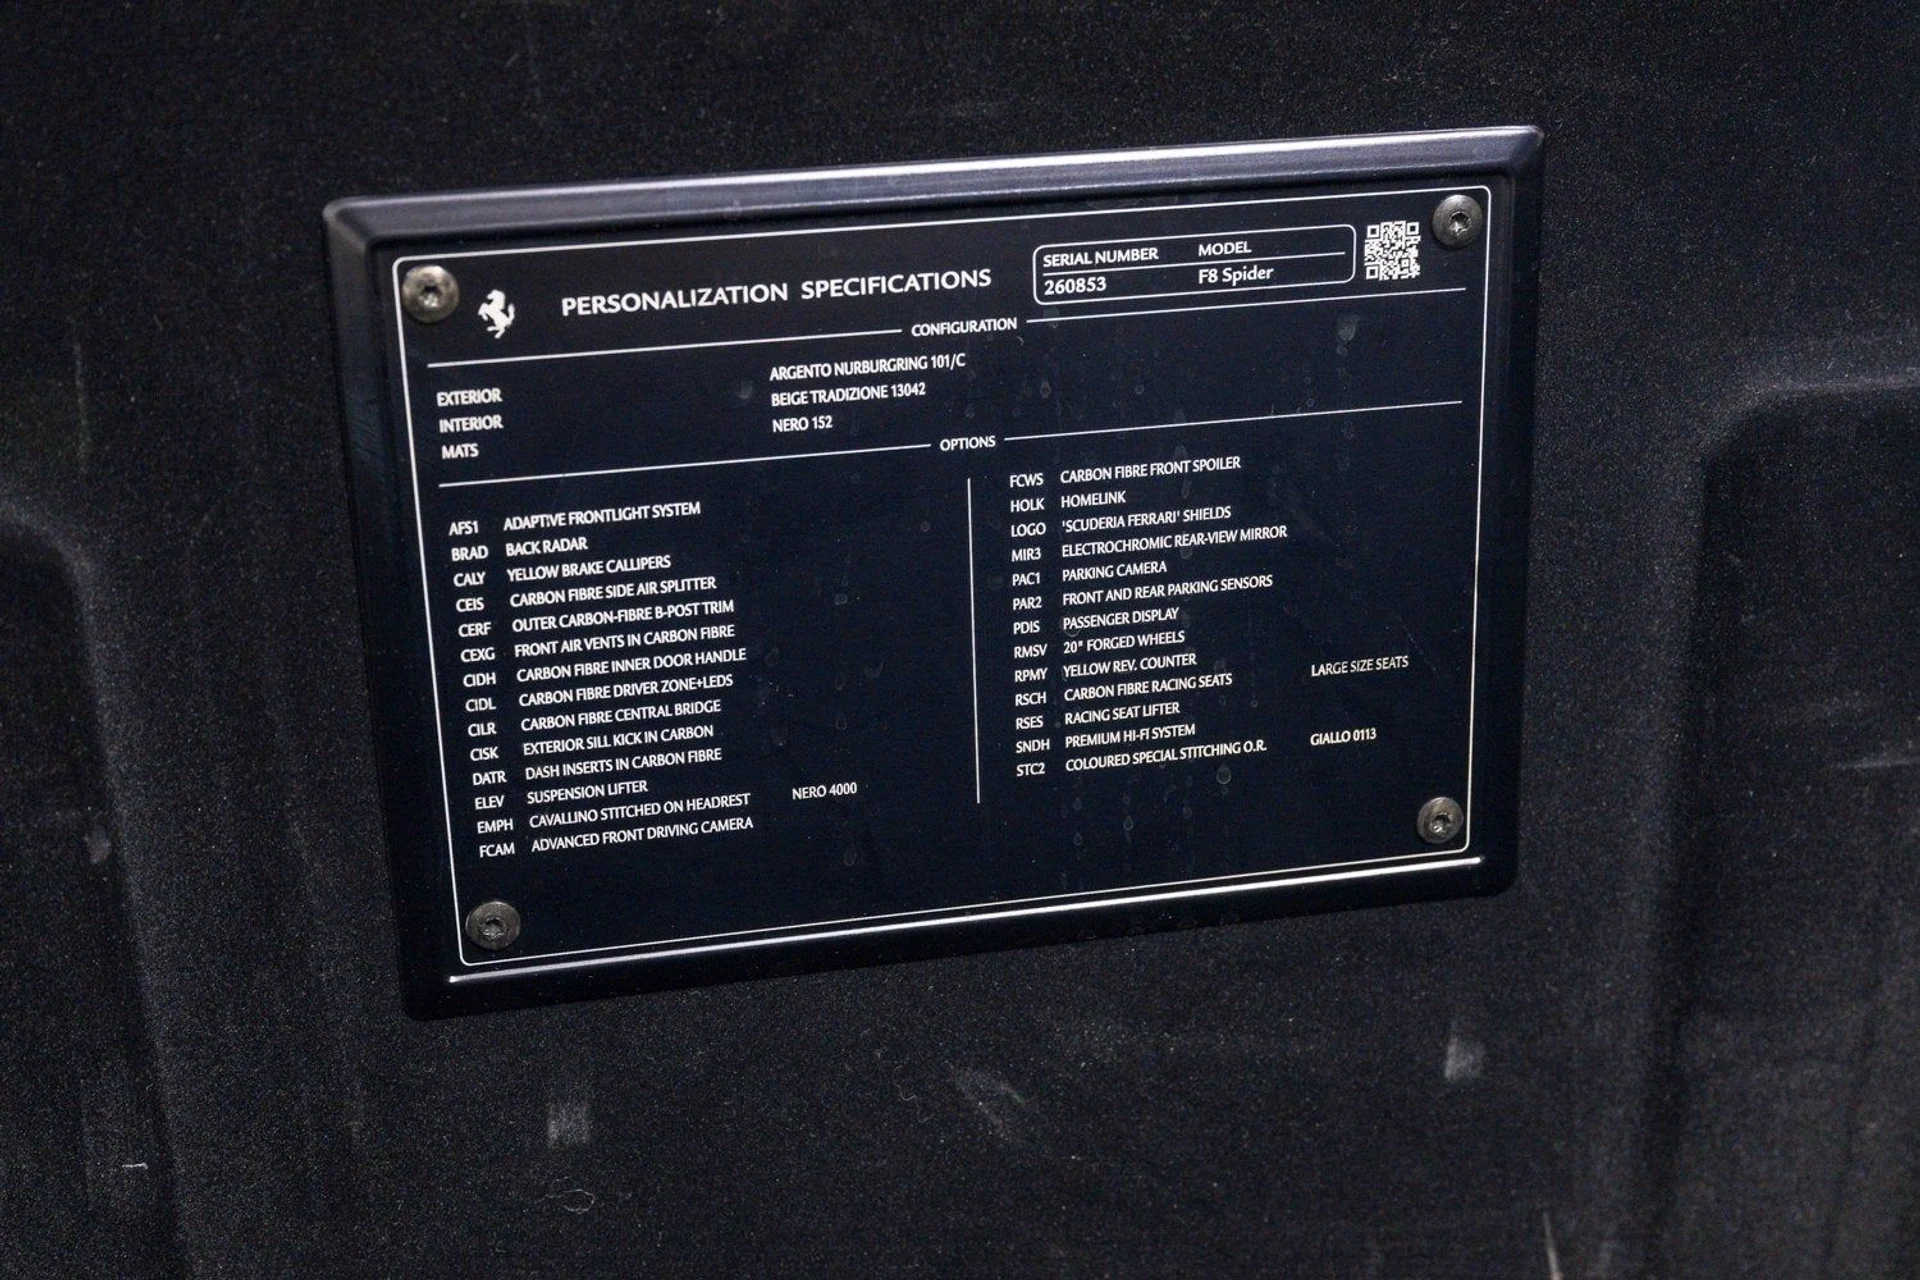 PERSONALIZATION SPECIFICATIONS
SERIAL NUMBER MODEL
260853 F8 Spider
CONFIGURATION
EXTERIOR ARGENTO NURBURGRING 101/C
INTERIOR BEIGE TRADIZIONE 13042
MATS NERO 152
OPTIONS
AFS1 ADAPTIVE FRONTLIGHT SYSTEM
BRAD BACK RADAR
CALY YELLOW BRAKE CALLIPERS
CEIS CARBON FIBRE SIDE AIR SPLITTER
CERF OUTER CARBON-FIBRE B-POST TRIM
CEXG FRONT AIR VENTS IN CARBON FIBRE
CIDH CARBON FIBRE INNER DOOR HANDLE
CIDL CARBON FIBRE DRIVER ZONE+LEDS
CILR CARBON FIBRE CENTRAL BRIDGE
CISK EXTERIOR SILL KICK IN CARBON
DATR DASH INSERTS IN CARBON FIBRE
ELEV SUSPENSION LIFTER
EMPH CAVALLINO STITCHED ON HEADREST NERO 4000
FCAM ADVANCED FRONT DRIVING CAMERA
FCWS CARBON FIBRE FRONT SPOILER
HOLK HOMELINK
LOGO 'SCUDERIA FERRARI' SHIELDS
MIR3 ELECTROCHROMIC REAR-VIEW MIRROR
PAC1 PARKING CAMERA
PAR2 FRONT AND REAR PARKING SENSORS
PDIS PASSENGER DISPLAY
RMSV 20" FORGED WHEELS
RPMY YELLOW REV. COUNTER
RSCH CARBON FIBRE RACING SEATS LARGE SIZE SEATS
RSES RACING SEAT LIFTER
SNDH PREMIUM HI-FI SYSTEM
STC2 COLOURED SPECIAL STITCHING O.R. GIALLO 0113